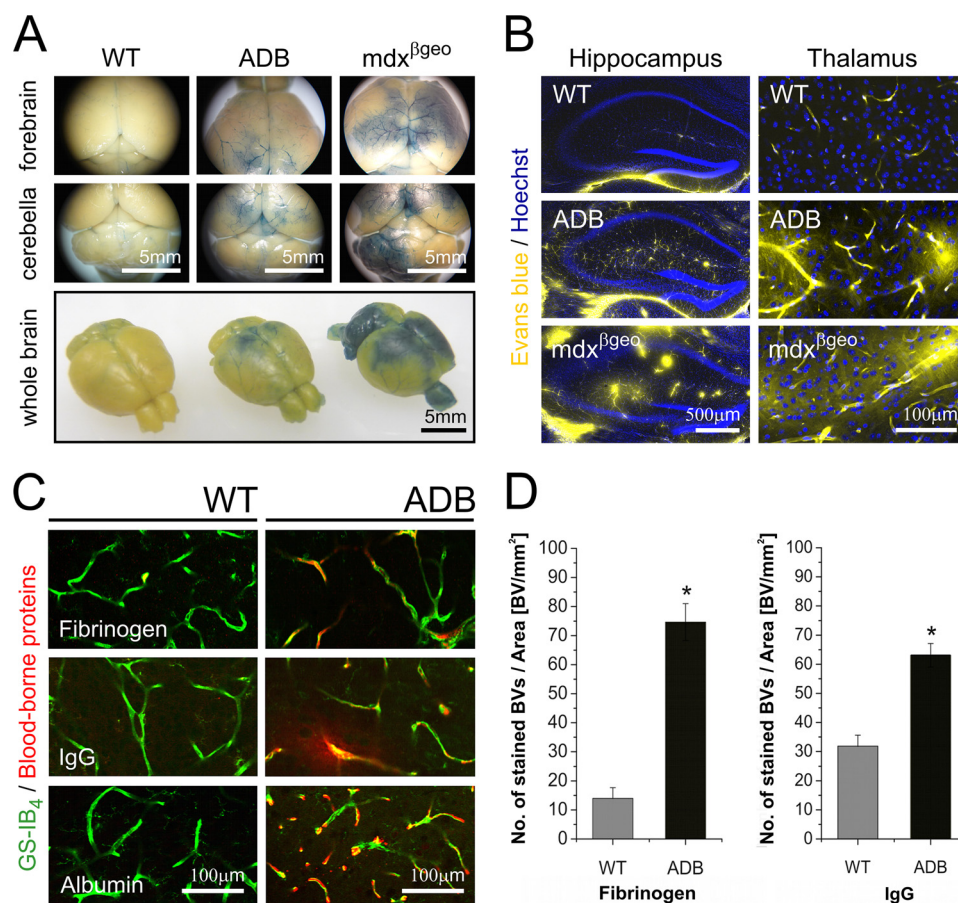 A
WT ADB mdxβgeo
forebrain
cerebella
5mm 5mm 5mm
whole brain
5mm
B
Hippocampus Thalamus
Evans blue / Hoechst
WT WT
ADB ADB
mdxβgeo mdxβgeo
500μm 100μm
C
WT ADB
GS-IB4 / Blood-borne proteins
Fibrinogen
IgG
Albumin
100μm 100μm
D
No. of stained BVs / Area [BV/mm²]
100
90
80
70
60
50
40
30
20
10
0
*
WT ADB
Fibrinogen
No. of stained BVs / Area [BV/mm²]
100
90
80
70
60
50
40
30
20
10
0
*
WT ADB
IgG